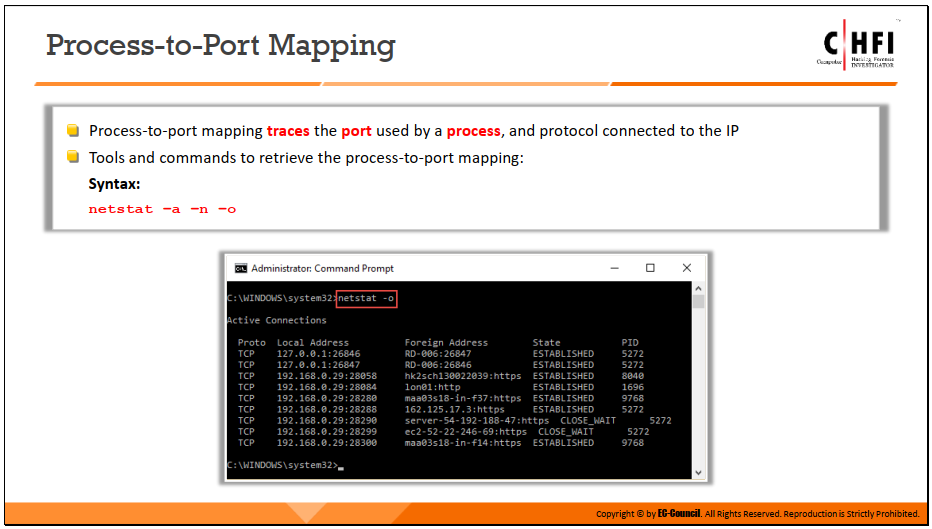 Process-to-Port Mapping
CHFI
Computer Hacking Forensic
INVESTIGATOR
Process-to-port mapping traces the port used by a process, and protocol connected to the IP
Tools and commands to retrieve the process-to-port mapping:
Syntax:
netstat –a –n –o
Administrator: Command Prompt
C:\WINDOWS\system32>netstat -o
Active Connections
Proto Local Address Foreign Address State PID
TCP 127.0.0.1:26846 RD-006:26847 ESTABLISHED 5272
TCP 127.0.0.1:26847 RD-006:26846 ESTABLISHED 5272
TCP 192.168.0.29:28058 hk2sch130022039:https ESTABLISHED 8040
TCP 192.168.0.29:28084 lon01:http ESTABLISHED 1696
TCP 192.168.0.29:28280 maa03s18-in-f37:https ESTABLISHED 9768
TCP 192.168.0.29:28288 162.125.17.3:https ESTABLISHED 5272
TCP 192.168.0.29:28290 server-54-192-188-47:https CLOSE_WAIT 5272
TCP 192.168.0.29:28299 ec2-52-22-246-69:https CLOSE_WAIT 5272
TCP 192.168.0.29:28300 maa03s18-in-f14:https ESTABLISHED 9768
C:\WINDOWS\system32>
Copyright © by EC-Council. All Rights Reserved. Reproduction is Strictly Prohibited.